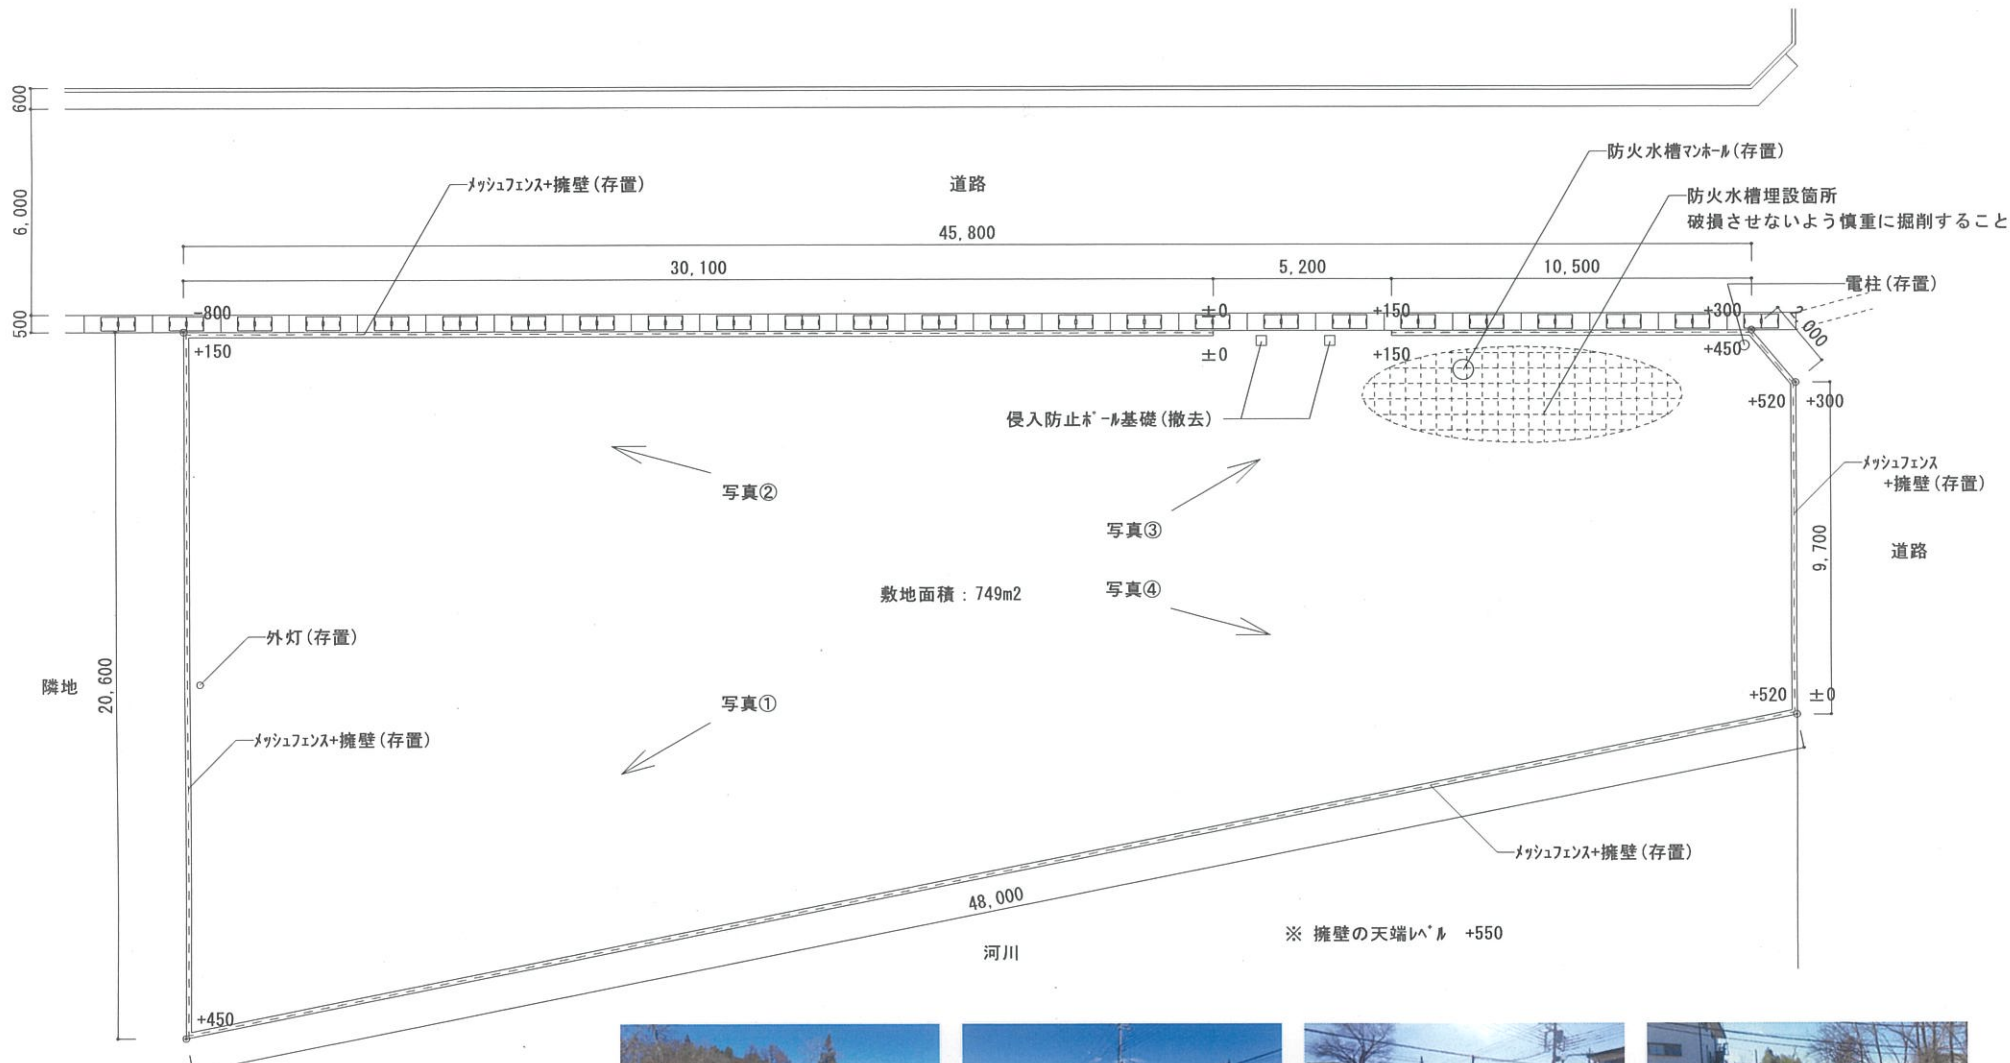 600
6,000
500
メッシュフェンス+擁壁(存置)
道路
防火水槽マンホール(存置)
防火水槽埋設箇所
破損させないよう慎重に掘削すること
45,800
30,100
5,200
10,500
電柱(存置)
-800
±0
+150
+300
2,000
+150
±0
+150
+450
+520
+300
侵入防止ポール基礎(撤去)
メッシュフェンス
+擁壁(存置)
写真②
写真③
9,700
道路
敷地面積：749m2
写真④
外灯(存置)
隣地
20,600
写真①
+520
±0
メッシュフェンス+擁壁(存置)
メッシュフェンス+擁壁(存置)
48,000
※ 擁壁の天端レベル +550
河川
+450